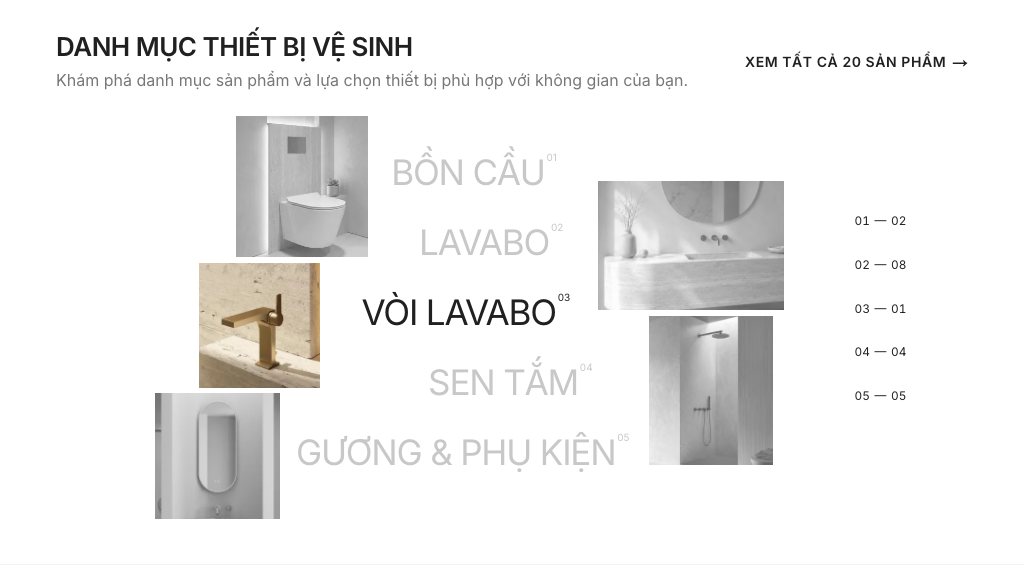 DANH MỤC THIẾT BỊ VỆ SINH
Khám phá danh mục sản phẩm và lựa chọn thiết bị phù hợp với không gian của bạn.
XEM TẤT CẢ 20 SẢN PHẨM →
BỒN CẦU 01
LAVABO 02
VÒI LAVABO 03
SEN TẮM 04
GƯƠNG & PHỤ KIỆN 05
01 — 02
02 — 08
03 — 01
04 — 04
05 — 05